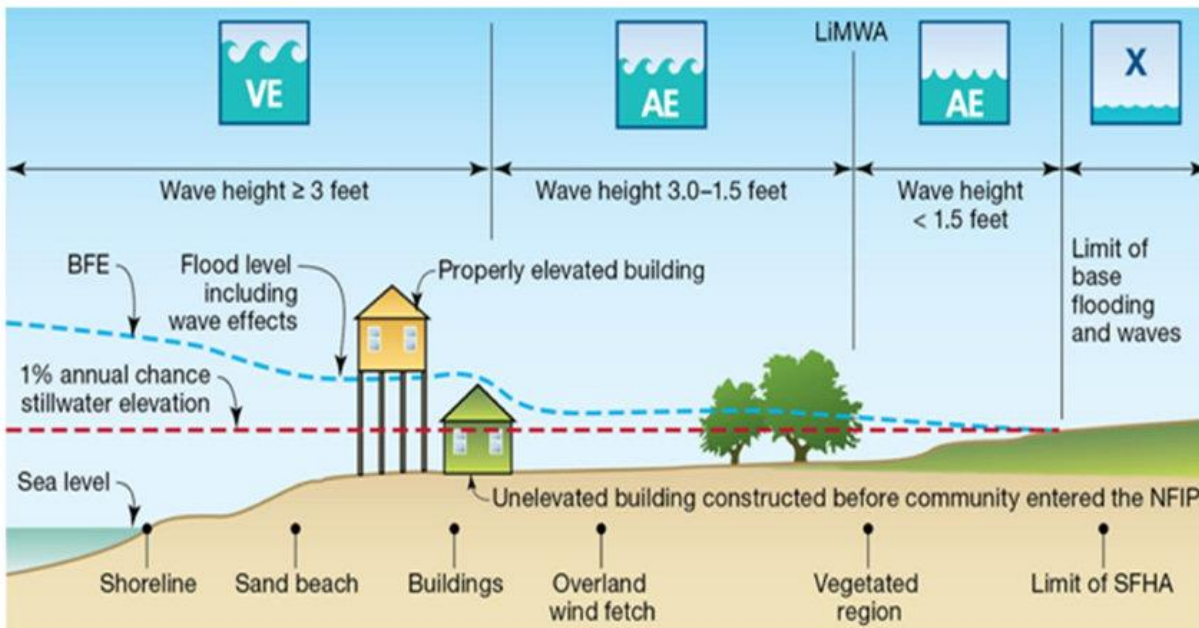 VE
AE
LiMWA
AE
X
Wave height ≥ 3 feet
Wave height 3.0–1.5 feet
Wave height
< 1.5 feet
BFE
Flood level
including
wave effects
Properly elevated building
Limit of
base
flooding
and waves
1% annual chance
stillwater elevation
Sea level
Unelevated building constructed before community entered the NFIP
Shoreline
Sand beach
Buildings
Overland
wind fetch
Vegetated
region
Limit of SFHA